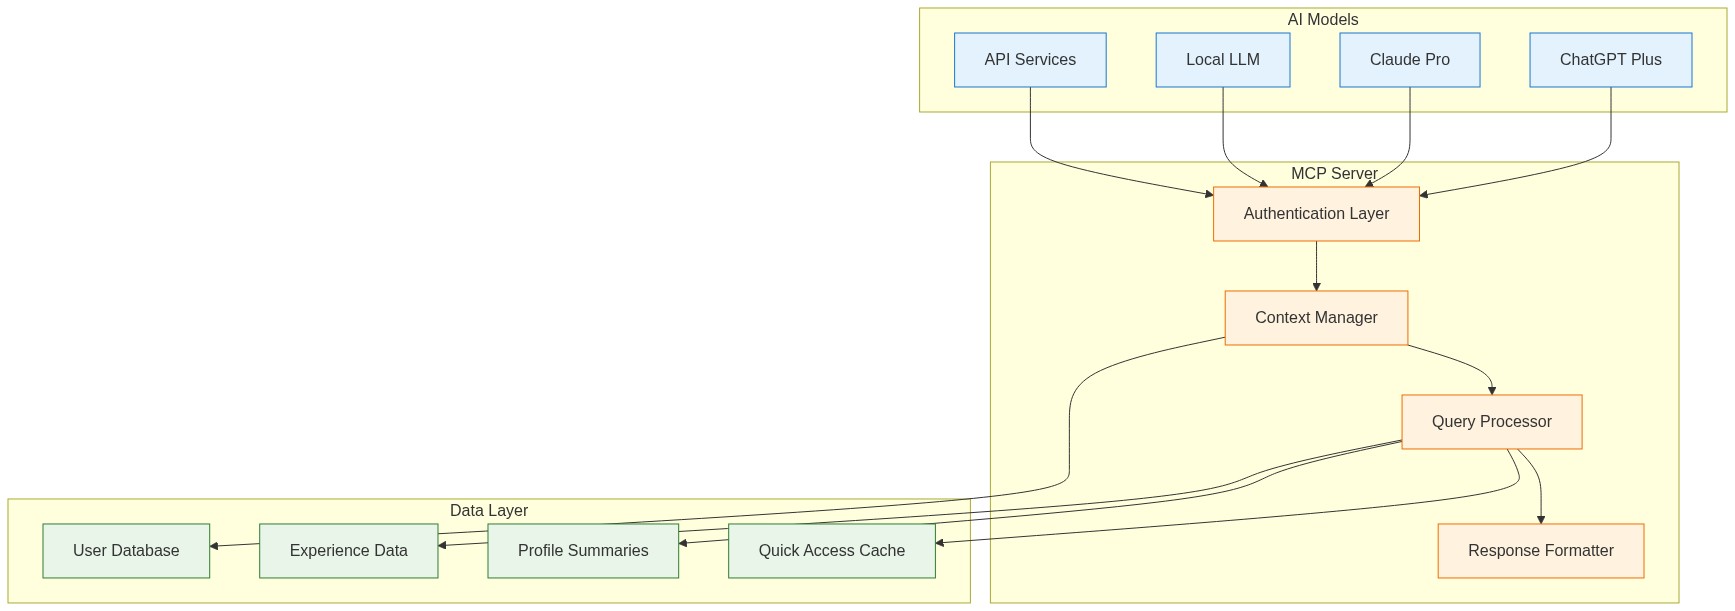 AI Models
API Services
Local LLM
Claude Pro
ChatGPT Plus
MCP Server
Authentication Layer
Context Manager
Query Processor
Data Layer
User Database
Experience Data
Profile Summaries
Quick Access Cache
Response Formatter